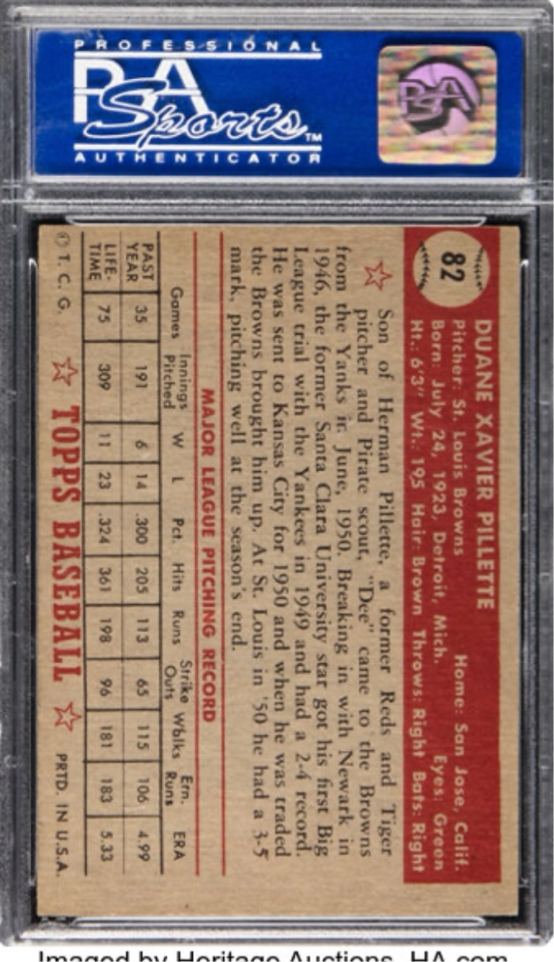 PROFESSIONAL
PSA
Sports™
AUTHENTICATOR
PSA
82
DUANE XAVIER PILLETTE
Pitcher: St. Louis Browns Home: San Jose, Calif.
Born: July 24, 1923, Detroit, Mich. Eyes: Green
Ht.: 6'3" Wt.: 195 Hair: Brown Throws: Right Bats: Right
Son of Herman Pillette, a former Reds and Tiger
pitcher and Pirate scout, "Dee" came to the Browns
from the Yanks in June, 1950. Breaking in with Newark in
1946, the former Santa Clara University star got his first Big
League trial with the Yankees in 1949 and had a 2-4 record.
He was sent to Kansas City for 1950 and when he was traded
the Browns brought him up. At St. Louis in '50 he had a 3-5
mark, pitching well at the season's end.
MAJOR LEAGUE PITCHING RECORD
Games Innings Pitched W L Pct. Hits Runs Strike Outs Walks Ern. Runs ERA
PAST YEAR 35 191 6 14 .300 205 113 65 115 106 4.99
LIFE-TIME 75 309 11 23 .324 361 198 96 181 183 5.33
© T. C. G. TOPPS BASEBALL PRTD. IN U.S.A.
Imaged by Heritage Auctions, HA.com